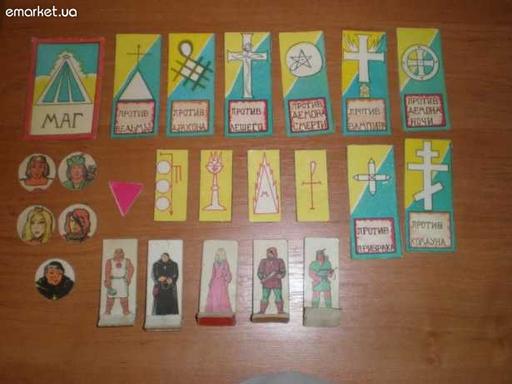 emarket.ua
МАГ
ПРОТИВ
ВЕДЬМЫ
ПРОТИВ
ДРАКОНА
ПРОТИВ
ЛЕШЕГО
ПРОТИВ
ДЕМОНА
СМЕРТИ
ПРОТИВ
ВАМПИРА
ПРОТИВ
ДЕМОНА
НОЧИ
ПРОТИВ
ПРИЗРАКА
ПРОТИВ
КОЛДУНА